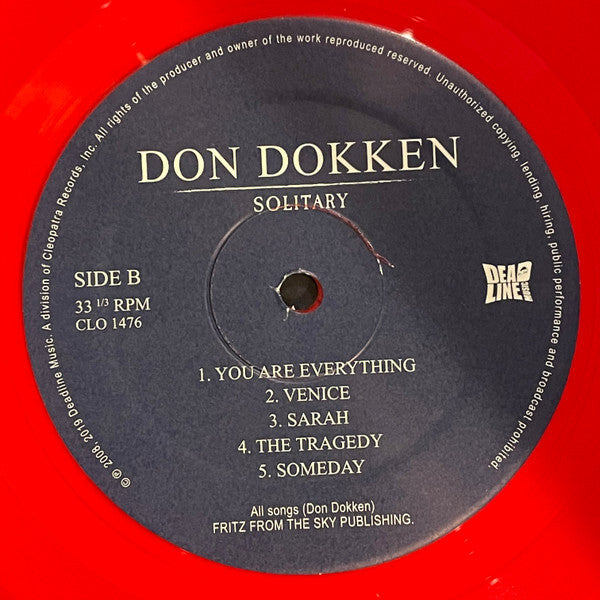 ℗ © 2008, 2019 Deadline Music. A division of Cleopatra Records, Inc. All rights of the producer and owner of the work reproduced reserved. Unauthorized copying, lending, hiring, public performance and broadcast prohibited.
DON DOKKEN
SOLITARY
SIDE B
33 1/3 RPM
CLO 1476
DEAD
LINE MUSIC
1. YOU ARE EVERYTHING
2. VENICE
3. SARAH
4. THE TRAGEDY
5. SOMEDAY
All songs (Don Dokken)
FRITZ FROM THE SKY PUBLISHING.